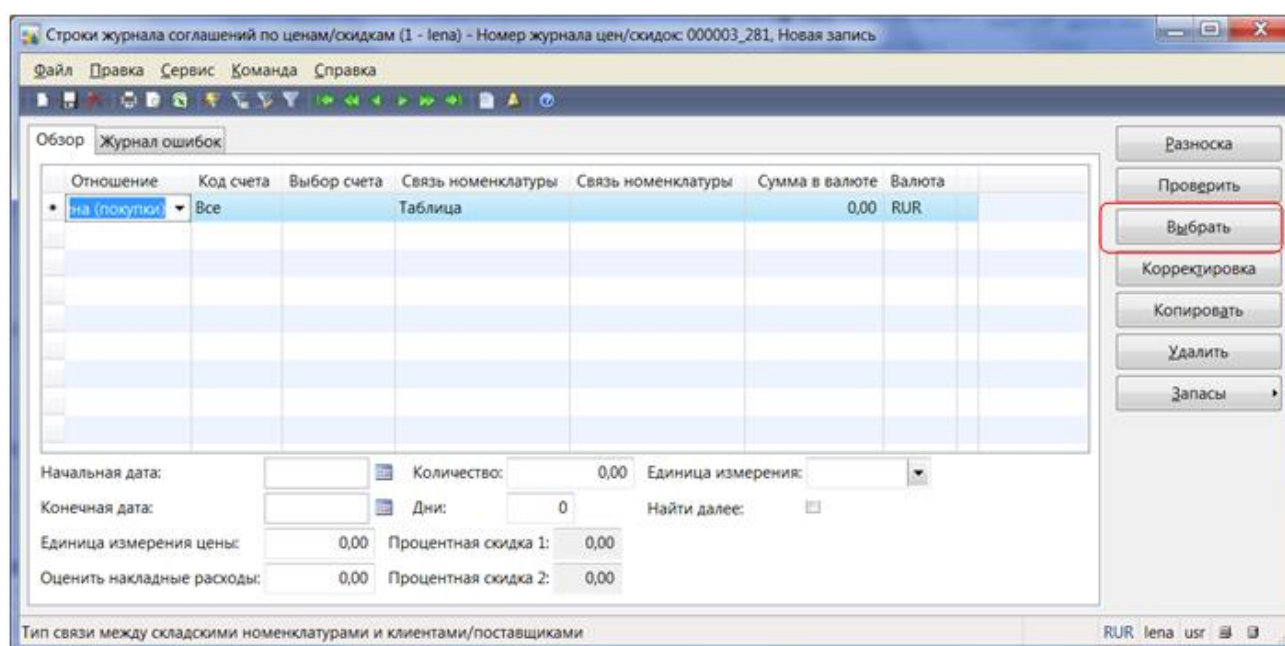 Строки журнала соглашений по ценам/скидкам (1 - lena) - Номер журнала цен/скидок: 000003_281, Новая запись
Файл Правка Сервис Команда Справка
Обзор Журнал ошибок
Отношение Код счета Выбор счета Связь номенклатуры Связь номенклатуры Сумма в валюте Валюта
на (покупки) Все Таблица 0,00 RUR
Разноска
Проверить
Выбрать
Корректировка
Копировать
Удалить
Запасы
Начальная дата: Количество: 0,00 Единица измерения:
Конечная дата: Дни: 0 Найти далее:
Единица измерения цены: 0,00 Процентная скидка 1: 0,00
Оценить накладные расходы: 0,00 Процентная скидка 2: 0,00
Тип связи между складскими номенклатурами и клиентами/поставщиками RUR lena usr